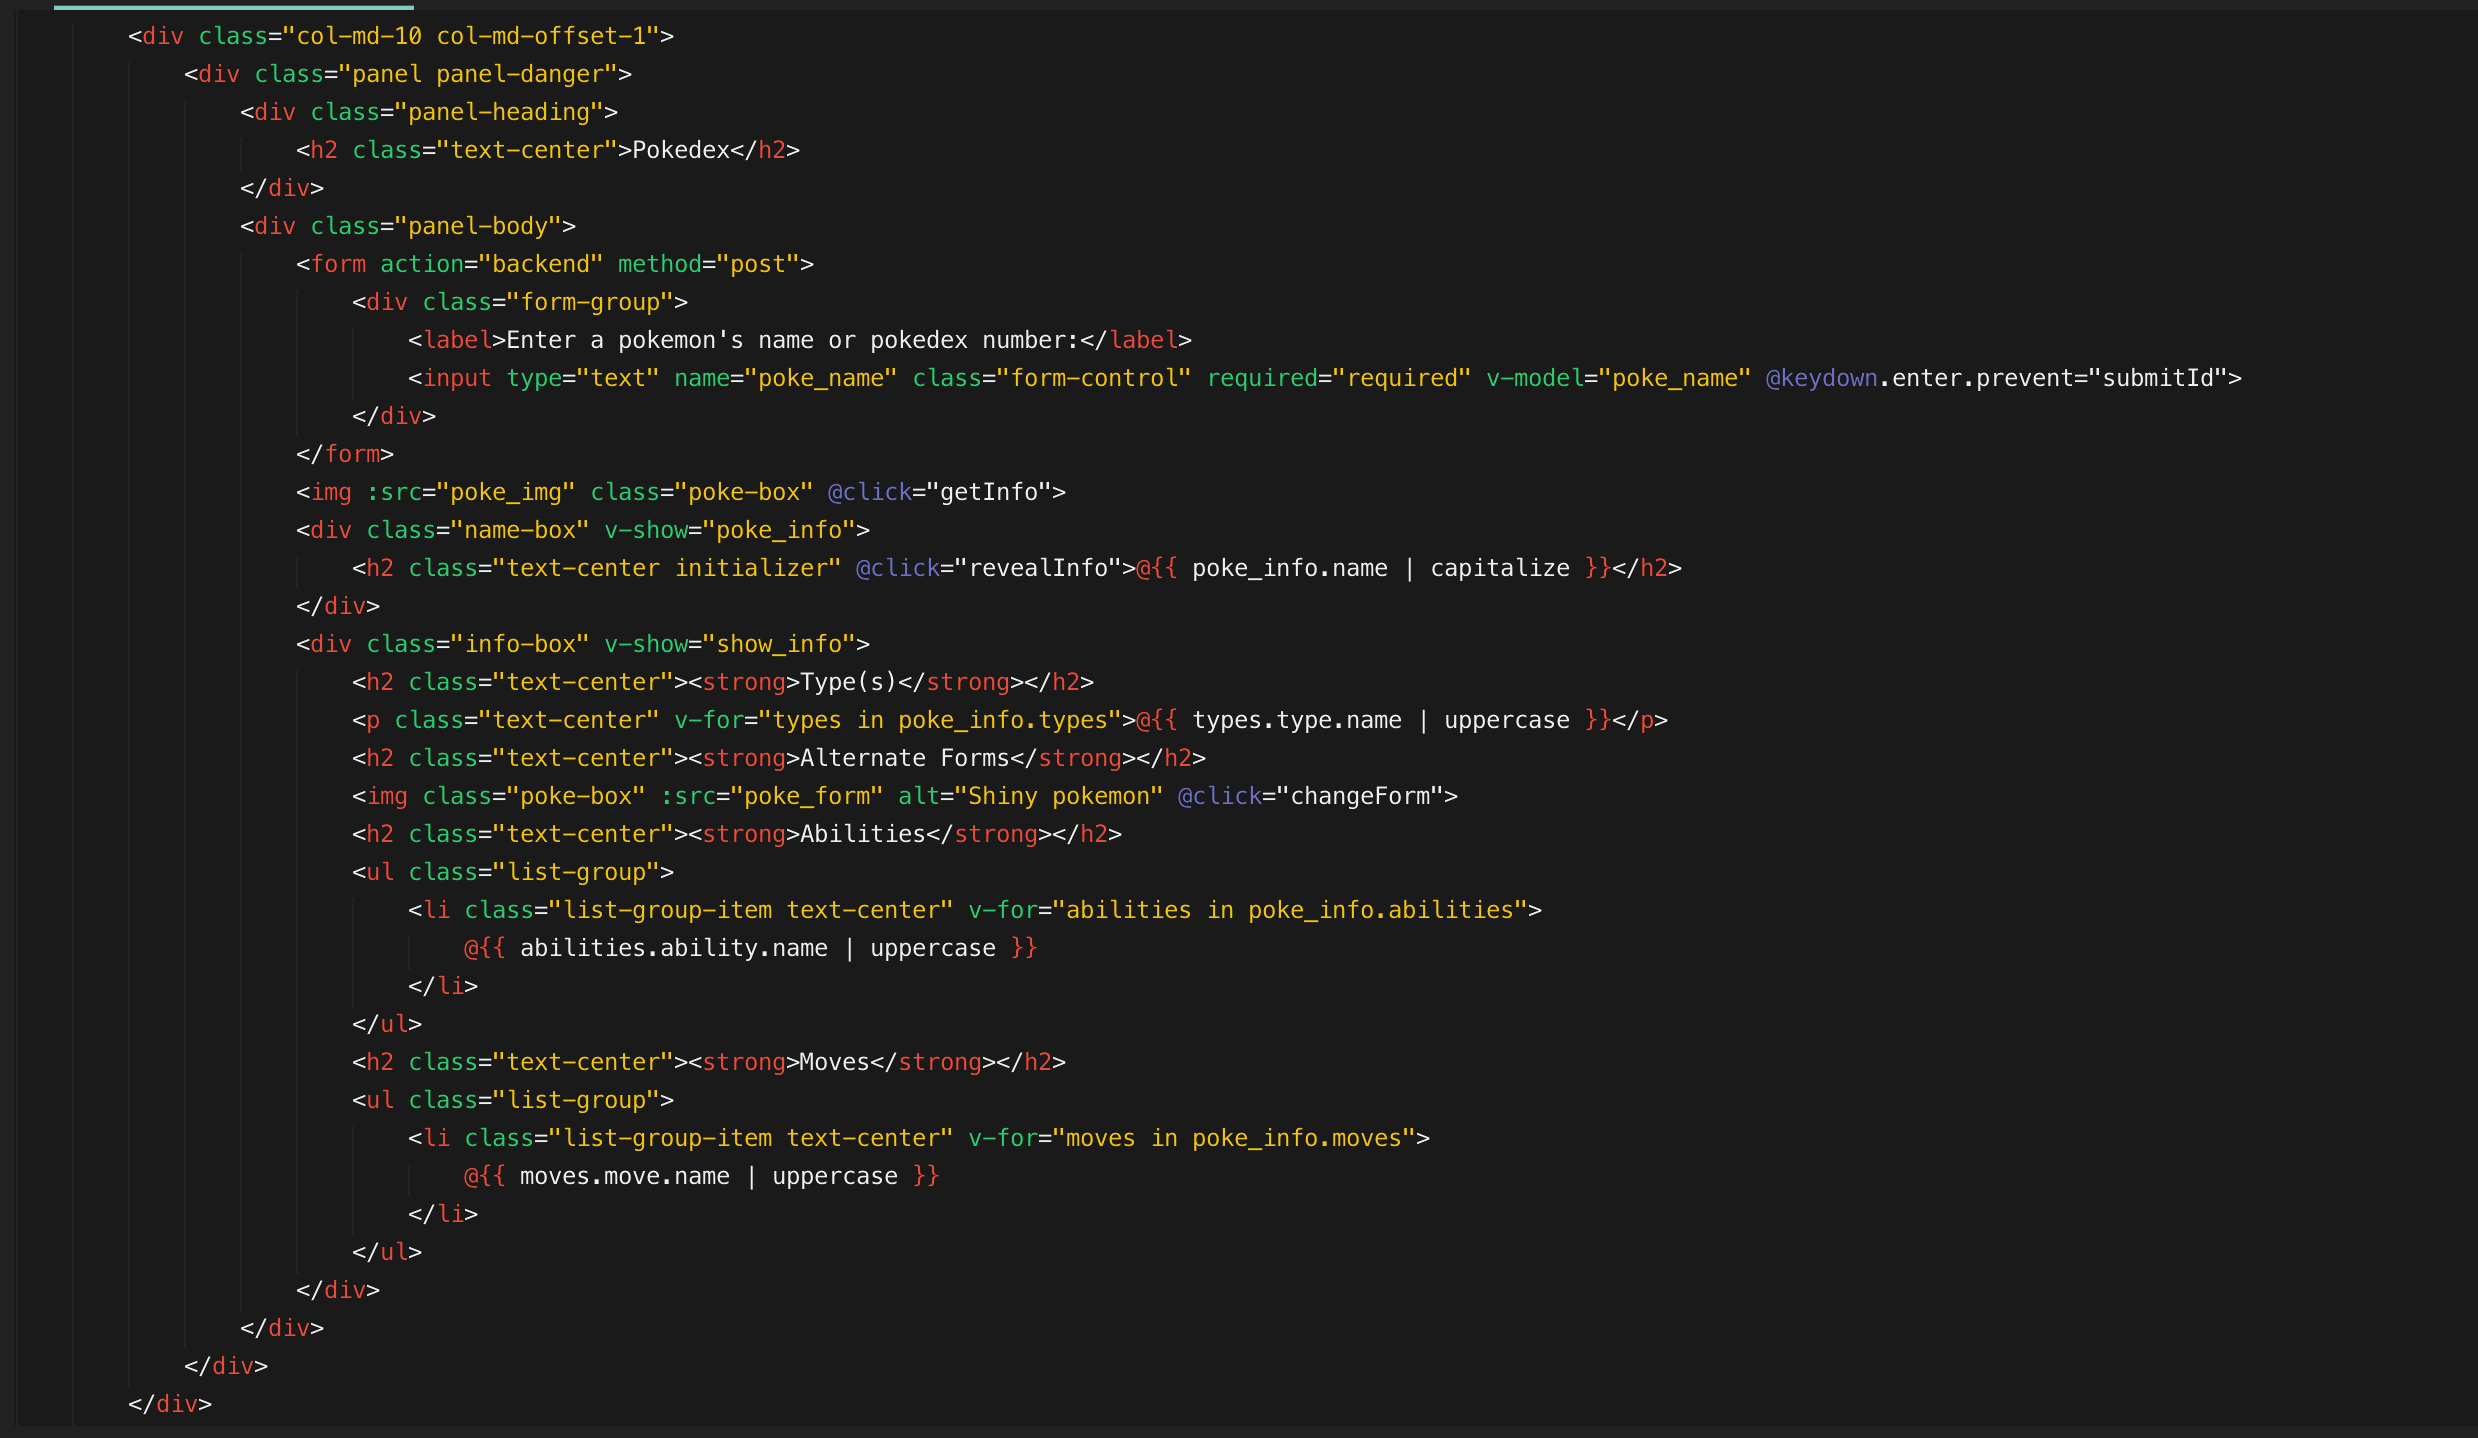 <div class="col-md-10 col-md-offset-1">
<div class="panel panel-danger">
<div class="panel-heading">
<h2 class="text-center">Pokedex</h2>
</div>
<div class="panel-body">
<form action="backend" method="post">
<div class="form-group">
<label>Enter a pokemon's name or pokedex number:</label>
<input type="text" name="poke_name" class="form-control" required="required" v-model="poke_name" @keydown.enter.prevent="submitId">
</div>
</form>
<img :src="poke_img" class="poke-box" @click="getInfo">
<div class="name-box" v-show="poke_info">
<h2 class="text-center initializer" @click="revealInfo">@{{ poke_info.name | capitalize }}</h2>
</div>
<div class="info-box" v-show="show_info">
<h2 class="text-center"><strong>Type(s)</strong></h2>
<p class="text-center" v-for="types in poke_info.types">@{{ types.type.name | uppercase }}</p>
<h2 class="text-center"><strong>Alternate Forms</strong></h2>
<img class="poke-box" :src="poke_form" alt="Shiny pokemon" @click="changeForm">
<h2 class="text-center"><strong>Abilities</strong></h2>
<ul class="list-group">
<li class="list-group-item text-center" v-for="abilities in poke_info.abilities">
@{{ abilities.ability.name | uppercase }}
</li>
</ul>
<h2 class="text-center"><strong>Moves</strong></h2>
<ul class="list-group">
<li class="list-group-item text-center" v-for="moves in poke_info.moves">
@{{ moves.move.name | uppercase }}
</li>
</ul>
</div>
</div>
</div>
</div>